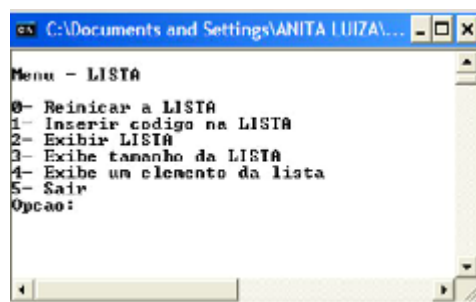 C:\Documents and Settings\ANITA LUIZA\...
Menu - LISTA
0- Reinicar a LISTA
1- Inserir codigo na LISTA
2- Exibir LISTA
3- Exibe tamanho da LISTA
4- Exibe um elemento da lista
5- Sair
Opcao: